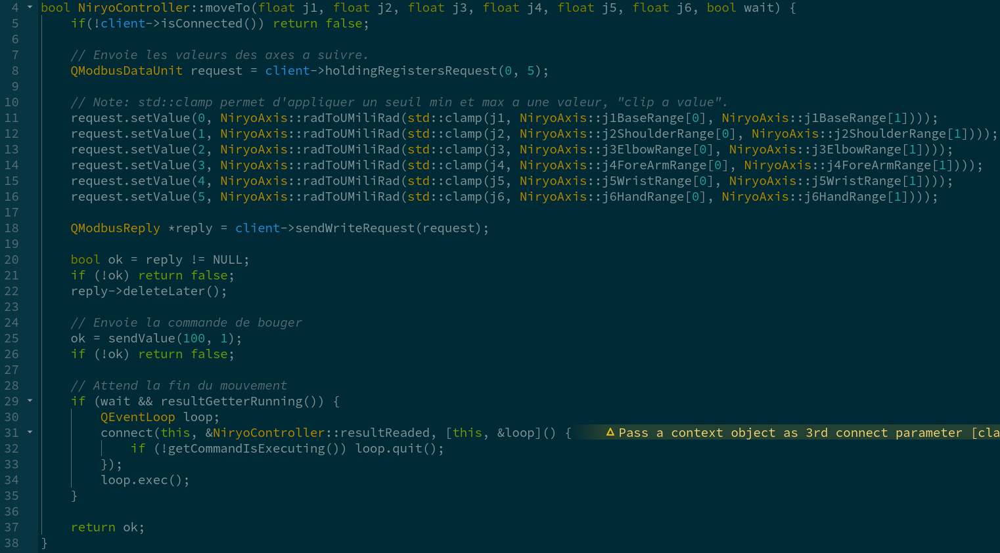 4 bool NiryoController::moveTo(float j1, float j2, float j3, float j4, float j5, float j6, bool wait) {
5 if(!client->isConnected()) return false;
6
7 // Envoie les valeurs des axes a suivre.
8 QModbusDataUnit request = client->holdingRegistersRequest(0, 5);
9
10 // Note: std::clamp permet d'appliquer un seuil min et max a une valeur, "clip a value".
11 request.setValue(0, NiryoAxis::radToUMiliRad(std::clamp(j1, NiryoAxis::j1BaseRange[0], NiryoAxis::j1BaseRange[1])));
12 request.setValue(1, NiryoAxis::radToUMiliRad(std::clamp(j2, NiryoAxis::j2ShoulderRange[0], NiryoAxis::j2ShoulderRange[1])));
13 request.setValue(2, NiryoAxis::radToUMiliRad(std::clamp(j3, NiryoAxis::j3ElbowRange[0], NiryoAxis::j3ElbowRange[1])));
14 request.setValue(3, NiryoAxis::radToUMiliRad(std::clamp(j4, NiryoAxis::j4ForeArmRange[0], NiryoAxis::j4ForeArmRange[1])));
15 request.setValue(4, NiryoAxis::radToUMiliRad(std::clamp(j5, NiryoAxis::j5WristRange[0], NiryoAxis::j5WristRange[1])));
16 request.setValue(5, NiryoAxis::radToUMiliRad(std::clamp(j6, NiryoAxis::j6HandRange[0], NiryoAxis::j6HandRange[1])));
17
18 QModbusReply *reply = client->sendWriteRequest(request);
19
20 bool ok = reply != NULL;
21 if (!ok) return false;
22 reply->deleteLater();
23
24 // Envoie la commande de bouger
25 ok = sendValue(100, 1);
26 if (!ok) return false;
27
28 // Attend la fin du mouvement
29 if (wait && resultGetterRunning()) {
30 QEventLoop loop;
31 connect(this, &NiryoController::resultReaded, [this, &loop]() { Pass a context object as 3rd connect parameter [cla
32 if (!getCommandIsExecuting()) loop.quit();
33 });
34 loop.exec();
35 }
36
37 return ok;
38 }